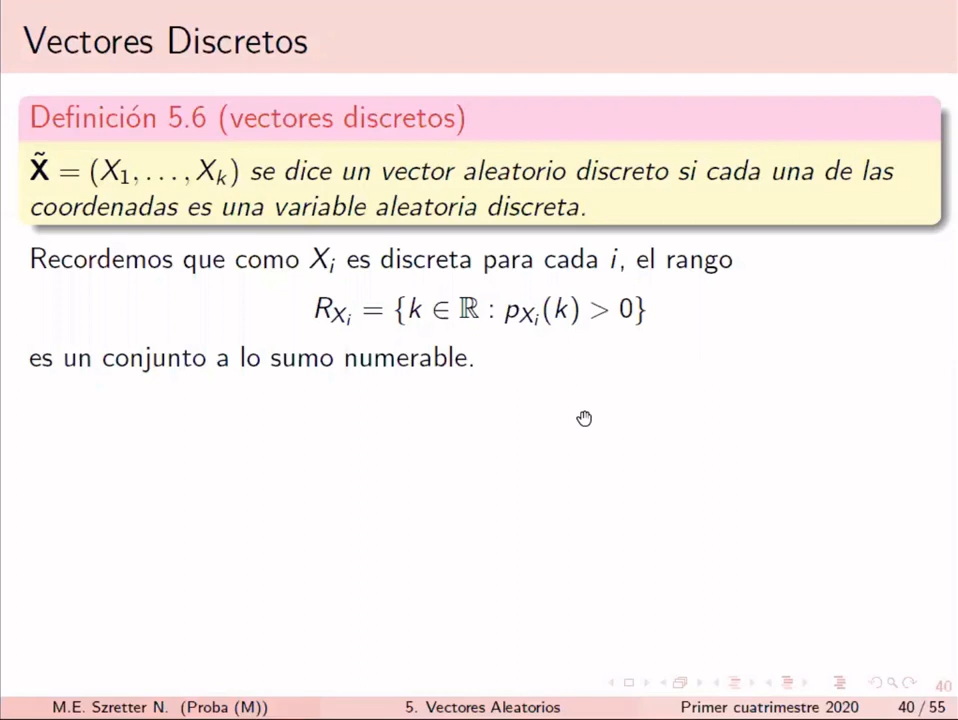 Vectores Discretos
Definición 5.6 (vectores discretos)
X̃ = (X₁, . . . , Xₖ) se dice un vector aleatorio discreto si cada una de las
coordenadas es una variable aleatoria discreta.
Recordemos que como Xᵢ es discreta para cada i, el rango
R_{Xᵢ} = {k ∈ ℝ : p_{Xᵢ}(k) > 0}
es un conjunto a lo sumo numerable.
40
M.E. Szretter N. (Proba (M)) 5. Vectores Aleatorios Primer cuatrimestre 2020 40 / 55